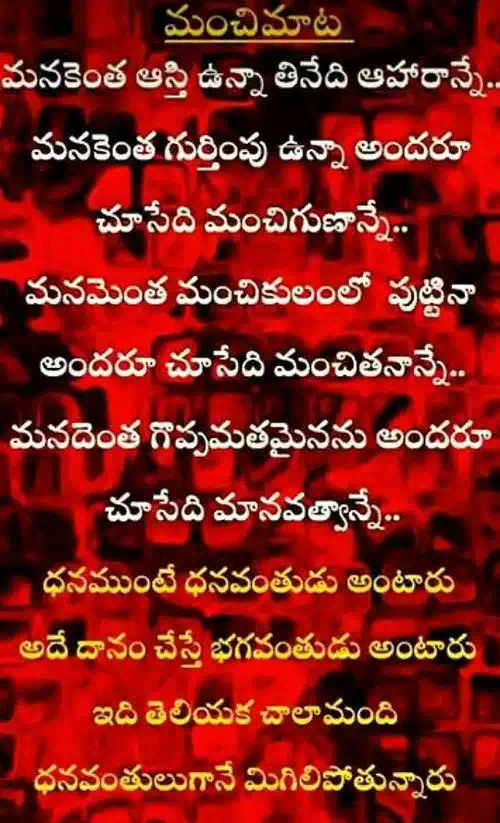 మంచిమాట
మనకెంత ఆస్తి ఉన్నా తినేది ఆహారాన్నే..
మనకెంత గుర్తింపు ఉన్నా అందరూ
చూసేది మంచిగుణాన్నే..
మనమెంత మంచికులంలో పుట్టినా
అందరూ చూసేది మంచితనాన్నే..
మనదెంత గొప్పమతమైనను అందరూ
చూసేది మానవత్వాన్నే..
ధనముంటే ధనవంతుడు అంటారు
అదే దానం చేస్తే భగవంతుడు అంటారు
ఇది తెలియక చాలామంది
ధనవంతులుగానే మిగిలిపోతున్నారు